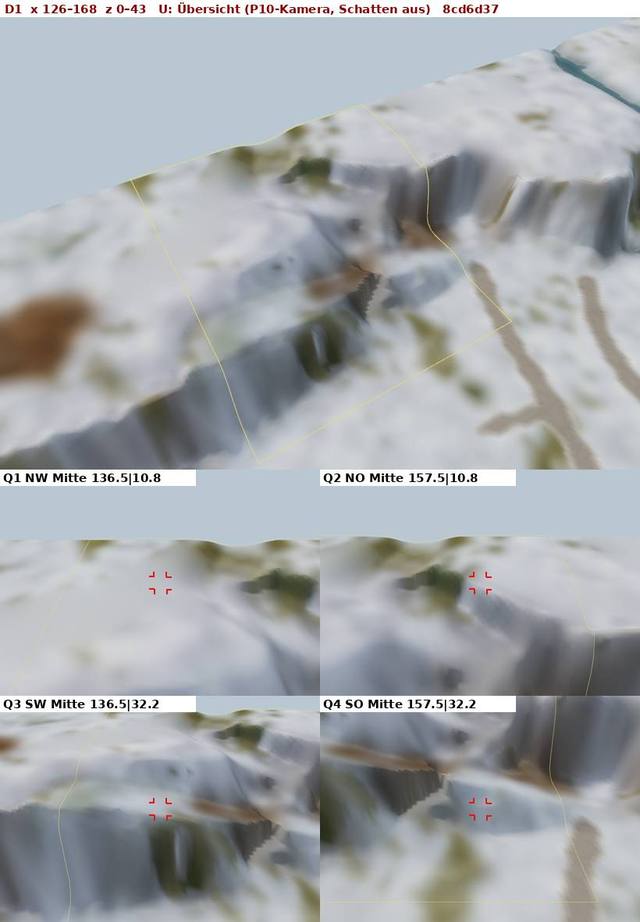 D1 x 126–168 z 0–43 U: Übersicht (P10-Kamera, Schatten aus) 8cd6d37
Q1 NW Mitte 136.5|10.8
Q2 NO Mitte 157.5|10.8
Q3 SW Mitte 136.5|32.2
Q4 SO Mitte 157.5|32.2